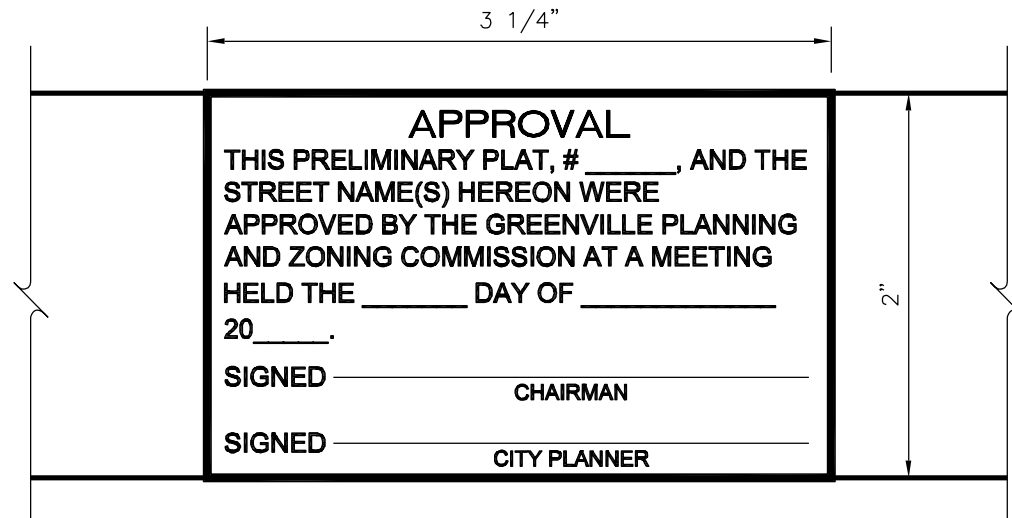 3 1/4”
APPROVAL
THIS PRELIMINARY PLAT, # ______, AND THE
STREET NAME(S) HEREON WERE
APPROVED BY THE GREENVILLE PLANNING
AND ZONING COMMISSION AT A MEETING
HELD THE _______ DAY OF _____________
20_____.
SIGNED
CHAIRMAN
SIGNED
CITY PLANNER
2”